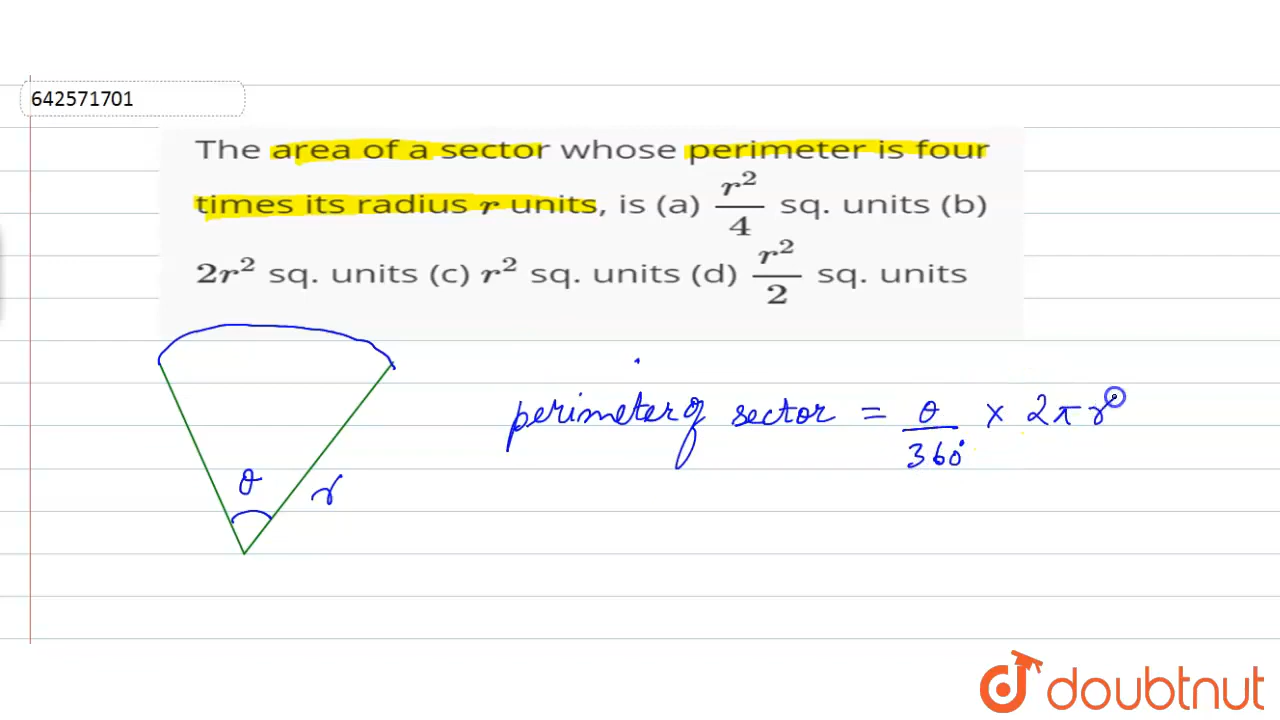 642571701
The area of a sector whose perimeter is four
times its radius r units, is (a) r²/4 sq. units (b)
2r² sq. units (c) r² sq. units (d) r²/2 sq. units
perimeter of sector = θ/360° × 2πr
θ
r
doubtnut